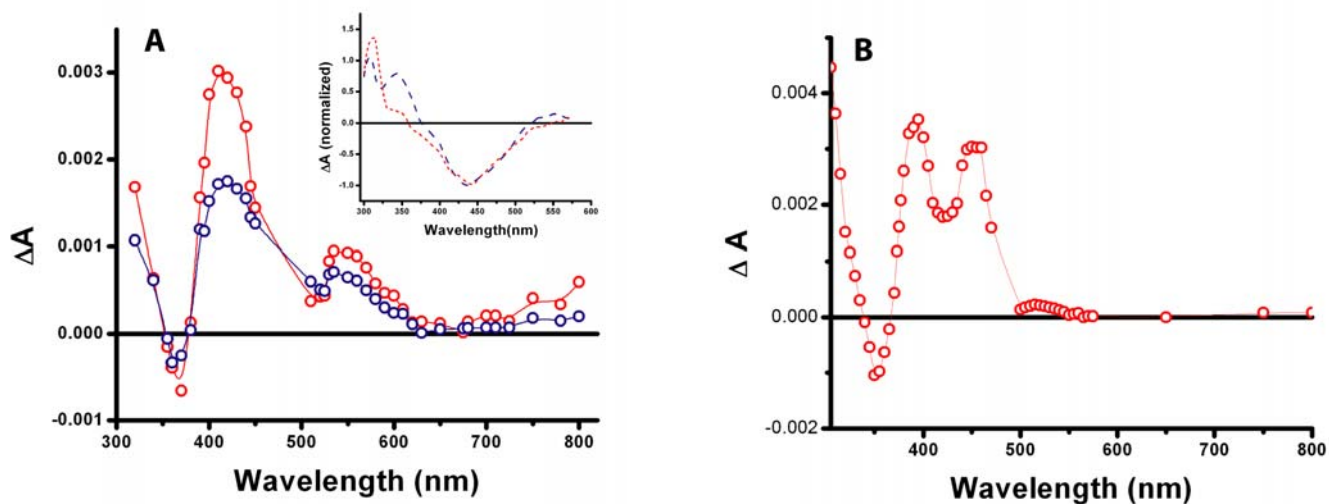 A
0.003
0.002
0.001
0.000
-0.001
300 400 500 600 700 800
Wavelength (nm)
ΔA
1.5
1.0
0.5
0.0
-0.5
-1.0
300 350 400 450 500 550 600
Wavelength(nm)
ΔA (normalized)
B
0.004
0.002
0.000
-0.002
400 500 600 700 800
Wavelength (nm)
Δ A